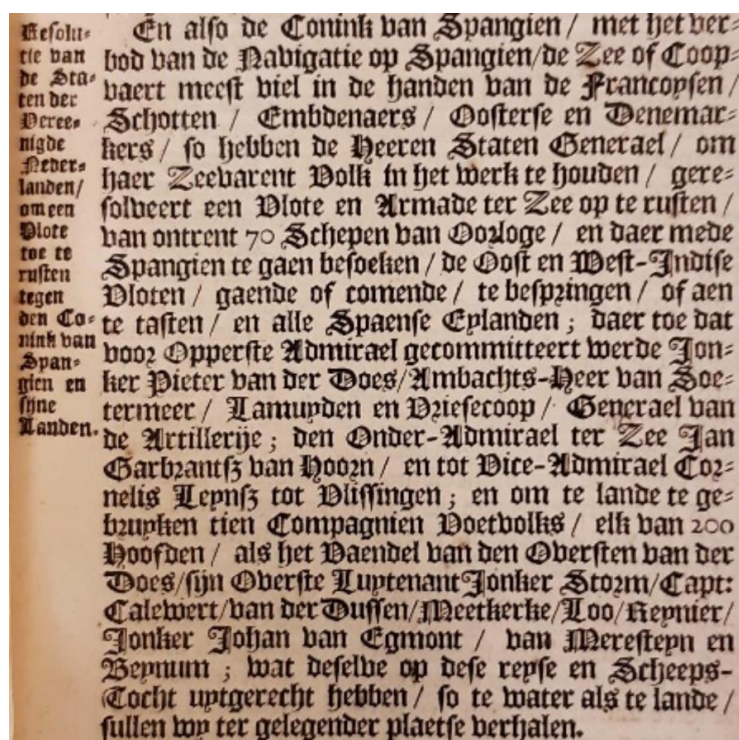 Resolu-
tie van
de Sta-
ten der
Veree-
nigde
Neder-
landen/
om een
Vlote
toe te
rusten
tegen
den Co-
nink van
Span-
gien en
sijne
Landen.
En also de Conink van Spangien / met het ver-
bod van de Navigatie op Spangien/de Zee of Coop-
vaert meest viel in de handen van de Francoysen /
Schotten / Embdenaers / Oosterse en Denemar-
kers / so hebben de Heeren Staten Generael / om
haer Zeevarent Volk in het werk te houden / gere-
solveert een Vlote en Armade ter Zee op te rusten /
van ontrent 70 Schepen van Oorloge / en daer mede
Spangien te gaen besoeken / de Oost en West-Indise
Vloten / gaende of comende / te bespringen / of aen
te tasten / en alle Spaense Eylanden ; daer toe dat
voor Opperste Admirael gecommitteert werde Jon-
ker Pieter van der Does/Ambachts-Heer van Soe-
termeer / Lamuyden en Vriesecoop / Generael van
de Artillerije ; den Onder-Admirael ter Zee Jan
Garbrantsz van Hoorn / en tot Vice-Admirael Cor-
nelis Leynsz tot Vlissingen ; en om te lande te ge-
bruyken tien Compagnien Voetvolks / elk van 200
Hoofden / als het Vaendel van den Oversten van der
Does/sijn Overste Luytenant Jonker Storm/Capt:
Calewert/van der Dussen/Meetkerke/Loo/Reynier/
Jonker Johan van Egmont / van Meresteyn en
Beynum ; wat deselve op dese reyse en Scheeps-
Tocht uytgerecht hebben / so te water als te lande /
sullen wy ter gelegender plaetse verhalen.